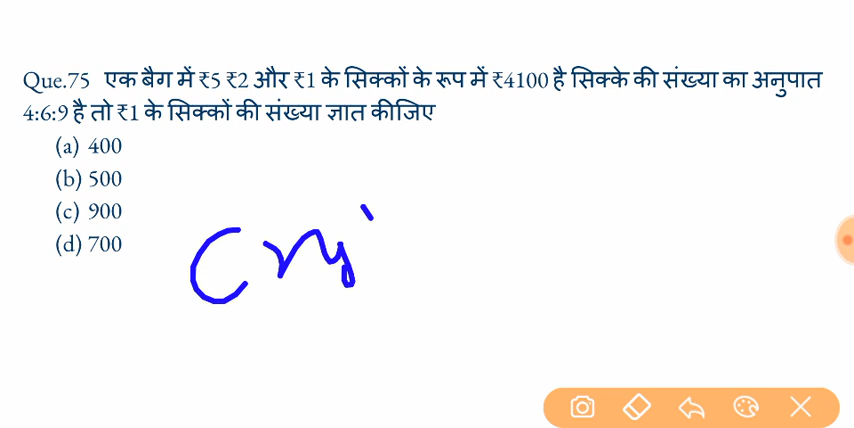 Que.75 एक बैग में ₹5 ₹2 और ₹1 के सिक्कों के रूप में ₹4100 है सिक्के की संख्या का अनुपात
4:6:9 है तो ₹1 के सिक्कों की संख्या ज्ञात कीजिए
(a) 400
(b) 500
(c) 900
(d) 700